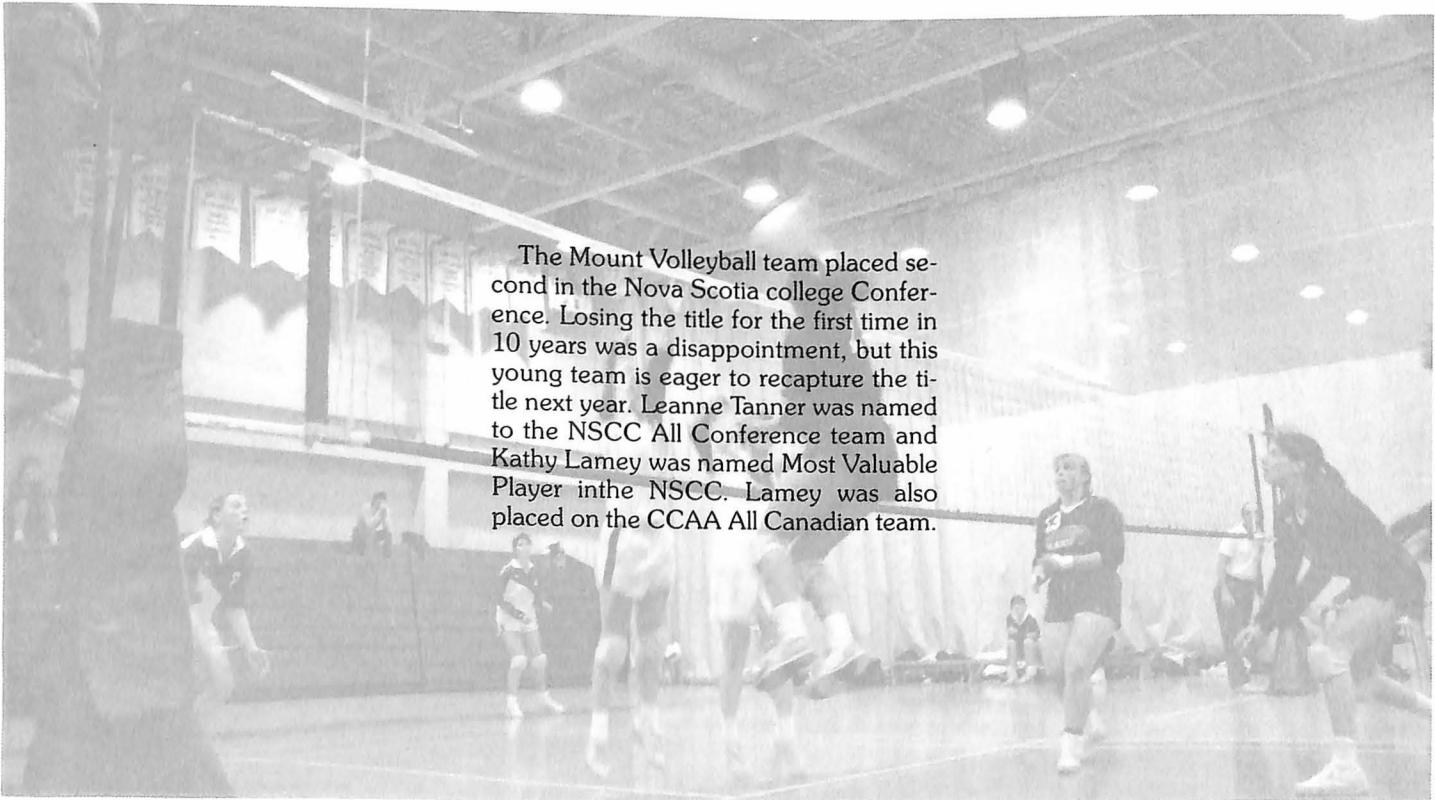 The Mount Volleyball team placed se-
cond in the Nova Scotia college Confer-
ence. Losing the title for the first time in
10 years was a disappointment, but this
young team is eager to recapture the ti-
tle next year. Leanne Tanner was named
to the NSCC All Conference team and
Kathy Lamey was named Most Valuable
Player inthe NSCC. Lamey was also
placed on the CCAA All Canadian team.
13